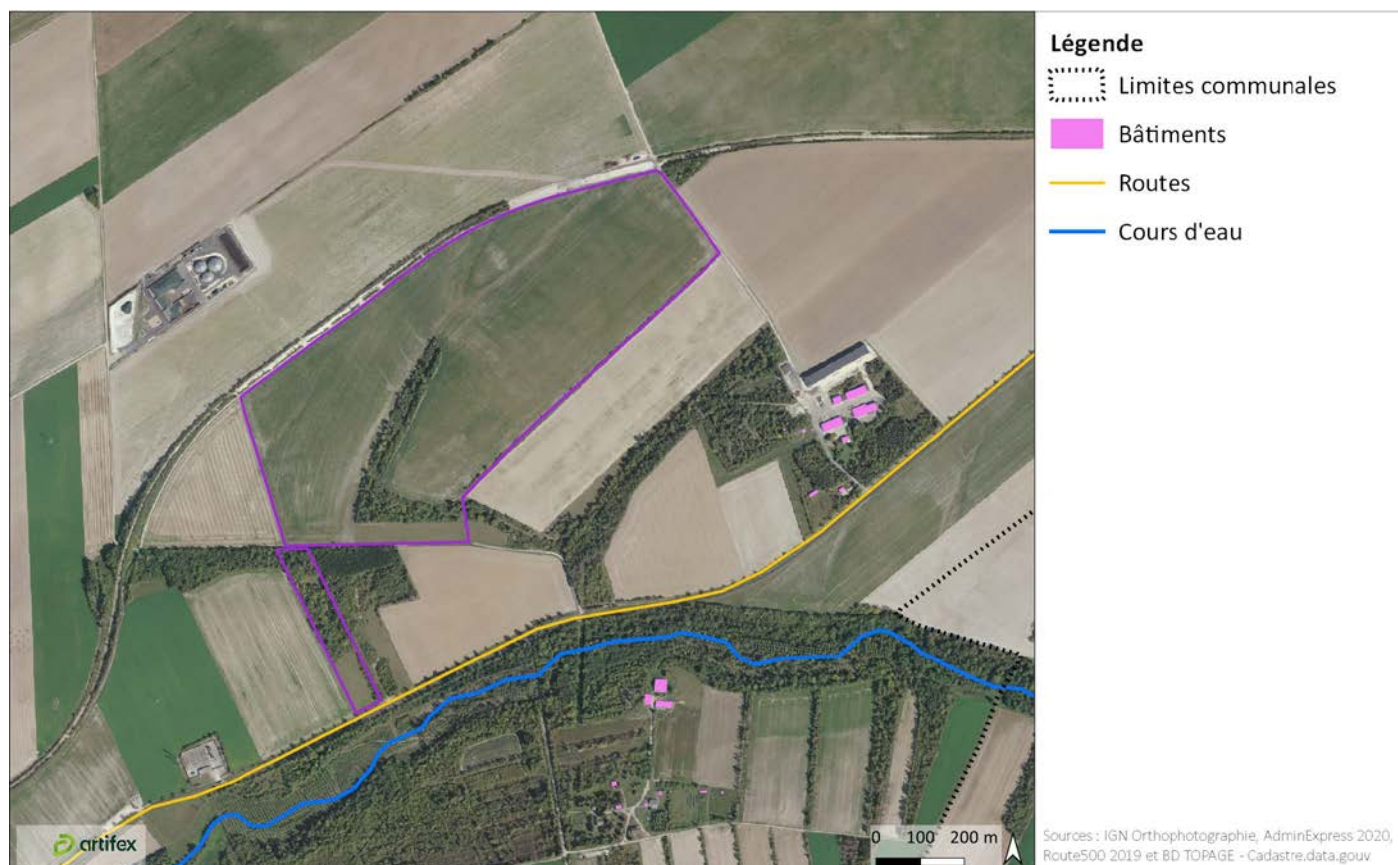 Légende
Limites communales
Bâtiments
Routes
Cours d'eau
artifex
0 100 200 m
Sources : IGN Orthophotographie, AdminExpress 2020,
Route500 2019 et BD TOPAGE - Cadastre.data.gouv